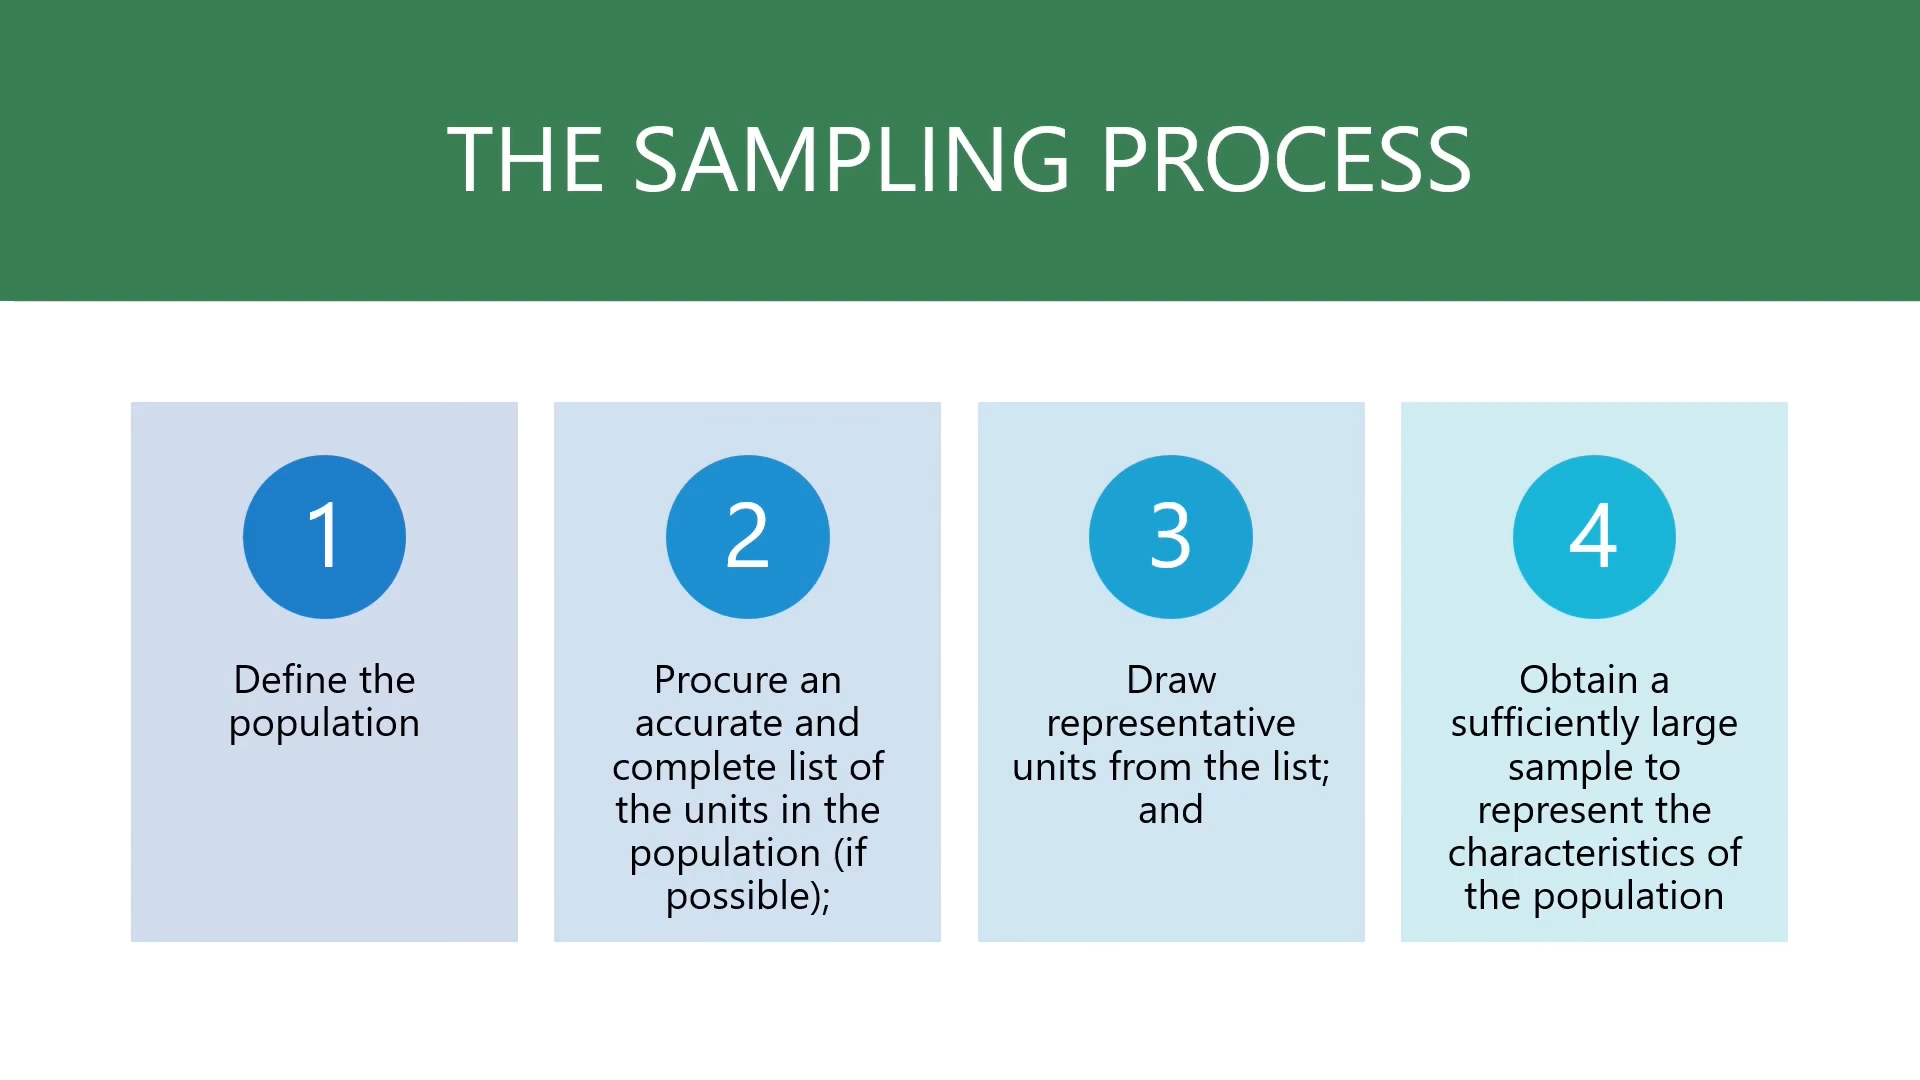 THE SAMPLING PROCESS
1
Define the
population
2
Procure an
accurate and
complete list of
the units in the
population (if
possible);
3
Draw
representative
units from the list;
and
4
Obtain a
sufficiently large
sample to
represent the
characteristics of
the population